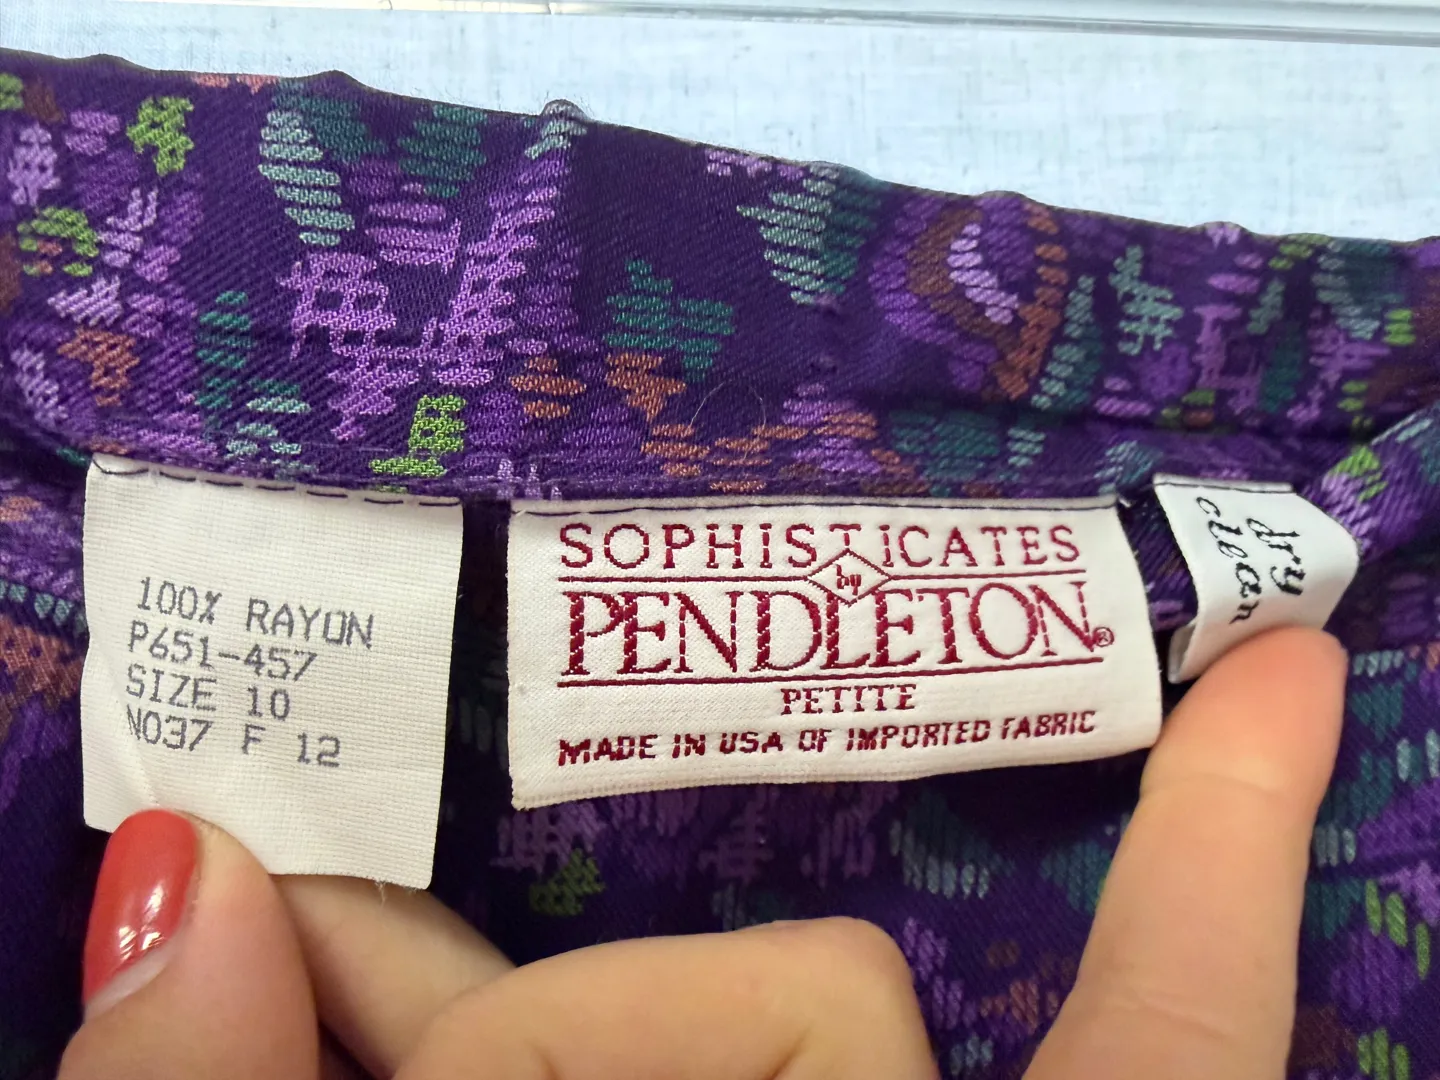 100% RAYON
P651-457
SIZE 10
N037 F 12
SOPHISTICATES
by
PENDLETON®
PETITE
MADE IN USA OF IMPORTED FABRIC
dry
clean